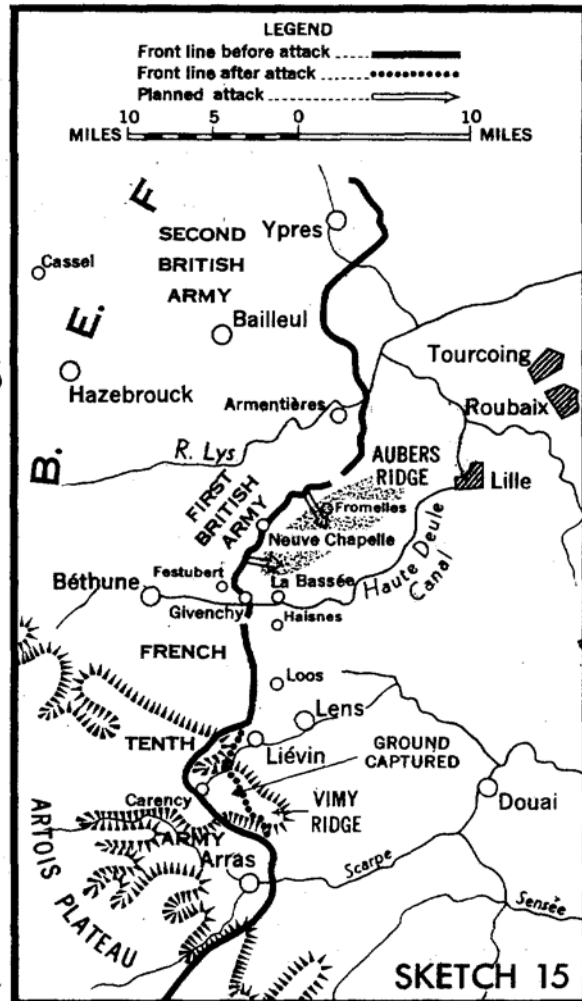 LEGEND
Front line before attack
Front line after attack
Planned attack
10 5 0 10
MILES MILES
F
SECOND
BRITISH
ARMY
Ypres
Cassel
E.
Bailleul
Hazebrouck
Tourcoing
Roubaix
Armentières
R. Lys
B.
AUBERS
RIDGE
Lille
FIRST
BRITISH
ARMY
Fromelles
Neuve Chapelle
Festubert
La Bassée
Haute Deule
Canal
Béthune
Givenchy
Haisnes
FRENCH
Loos
Lens
TENTH
Liévin
GROUND
CAPTURED
Carency
VIMY
RIDGE
Douai
ARMY
Arras
ARTOIS PLATEAU
Scarpe
Sensée
SKETCH 15